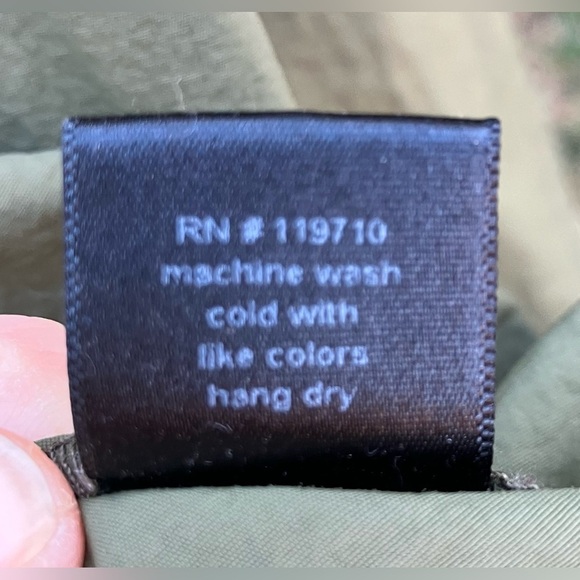 RN # 119710
machine wash
cold with
like colors
hang dry